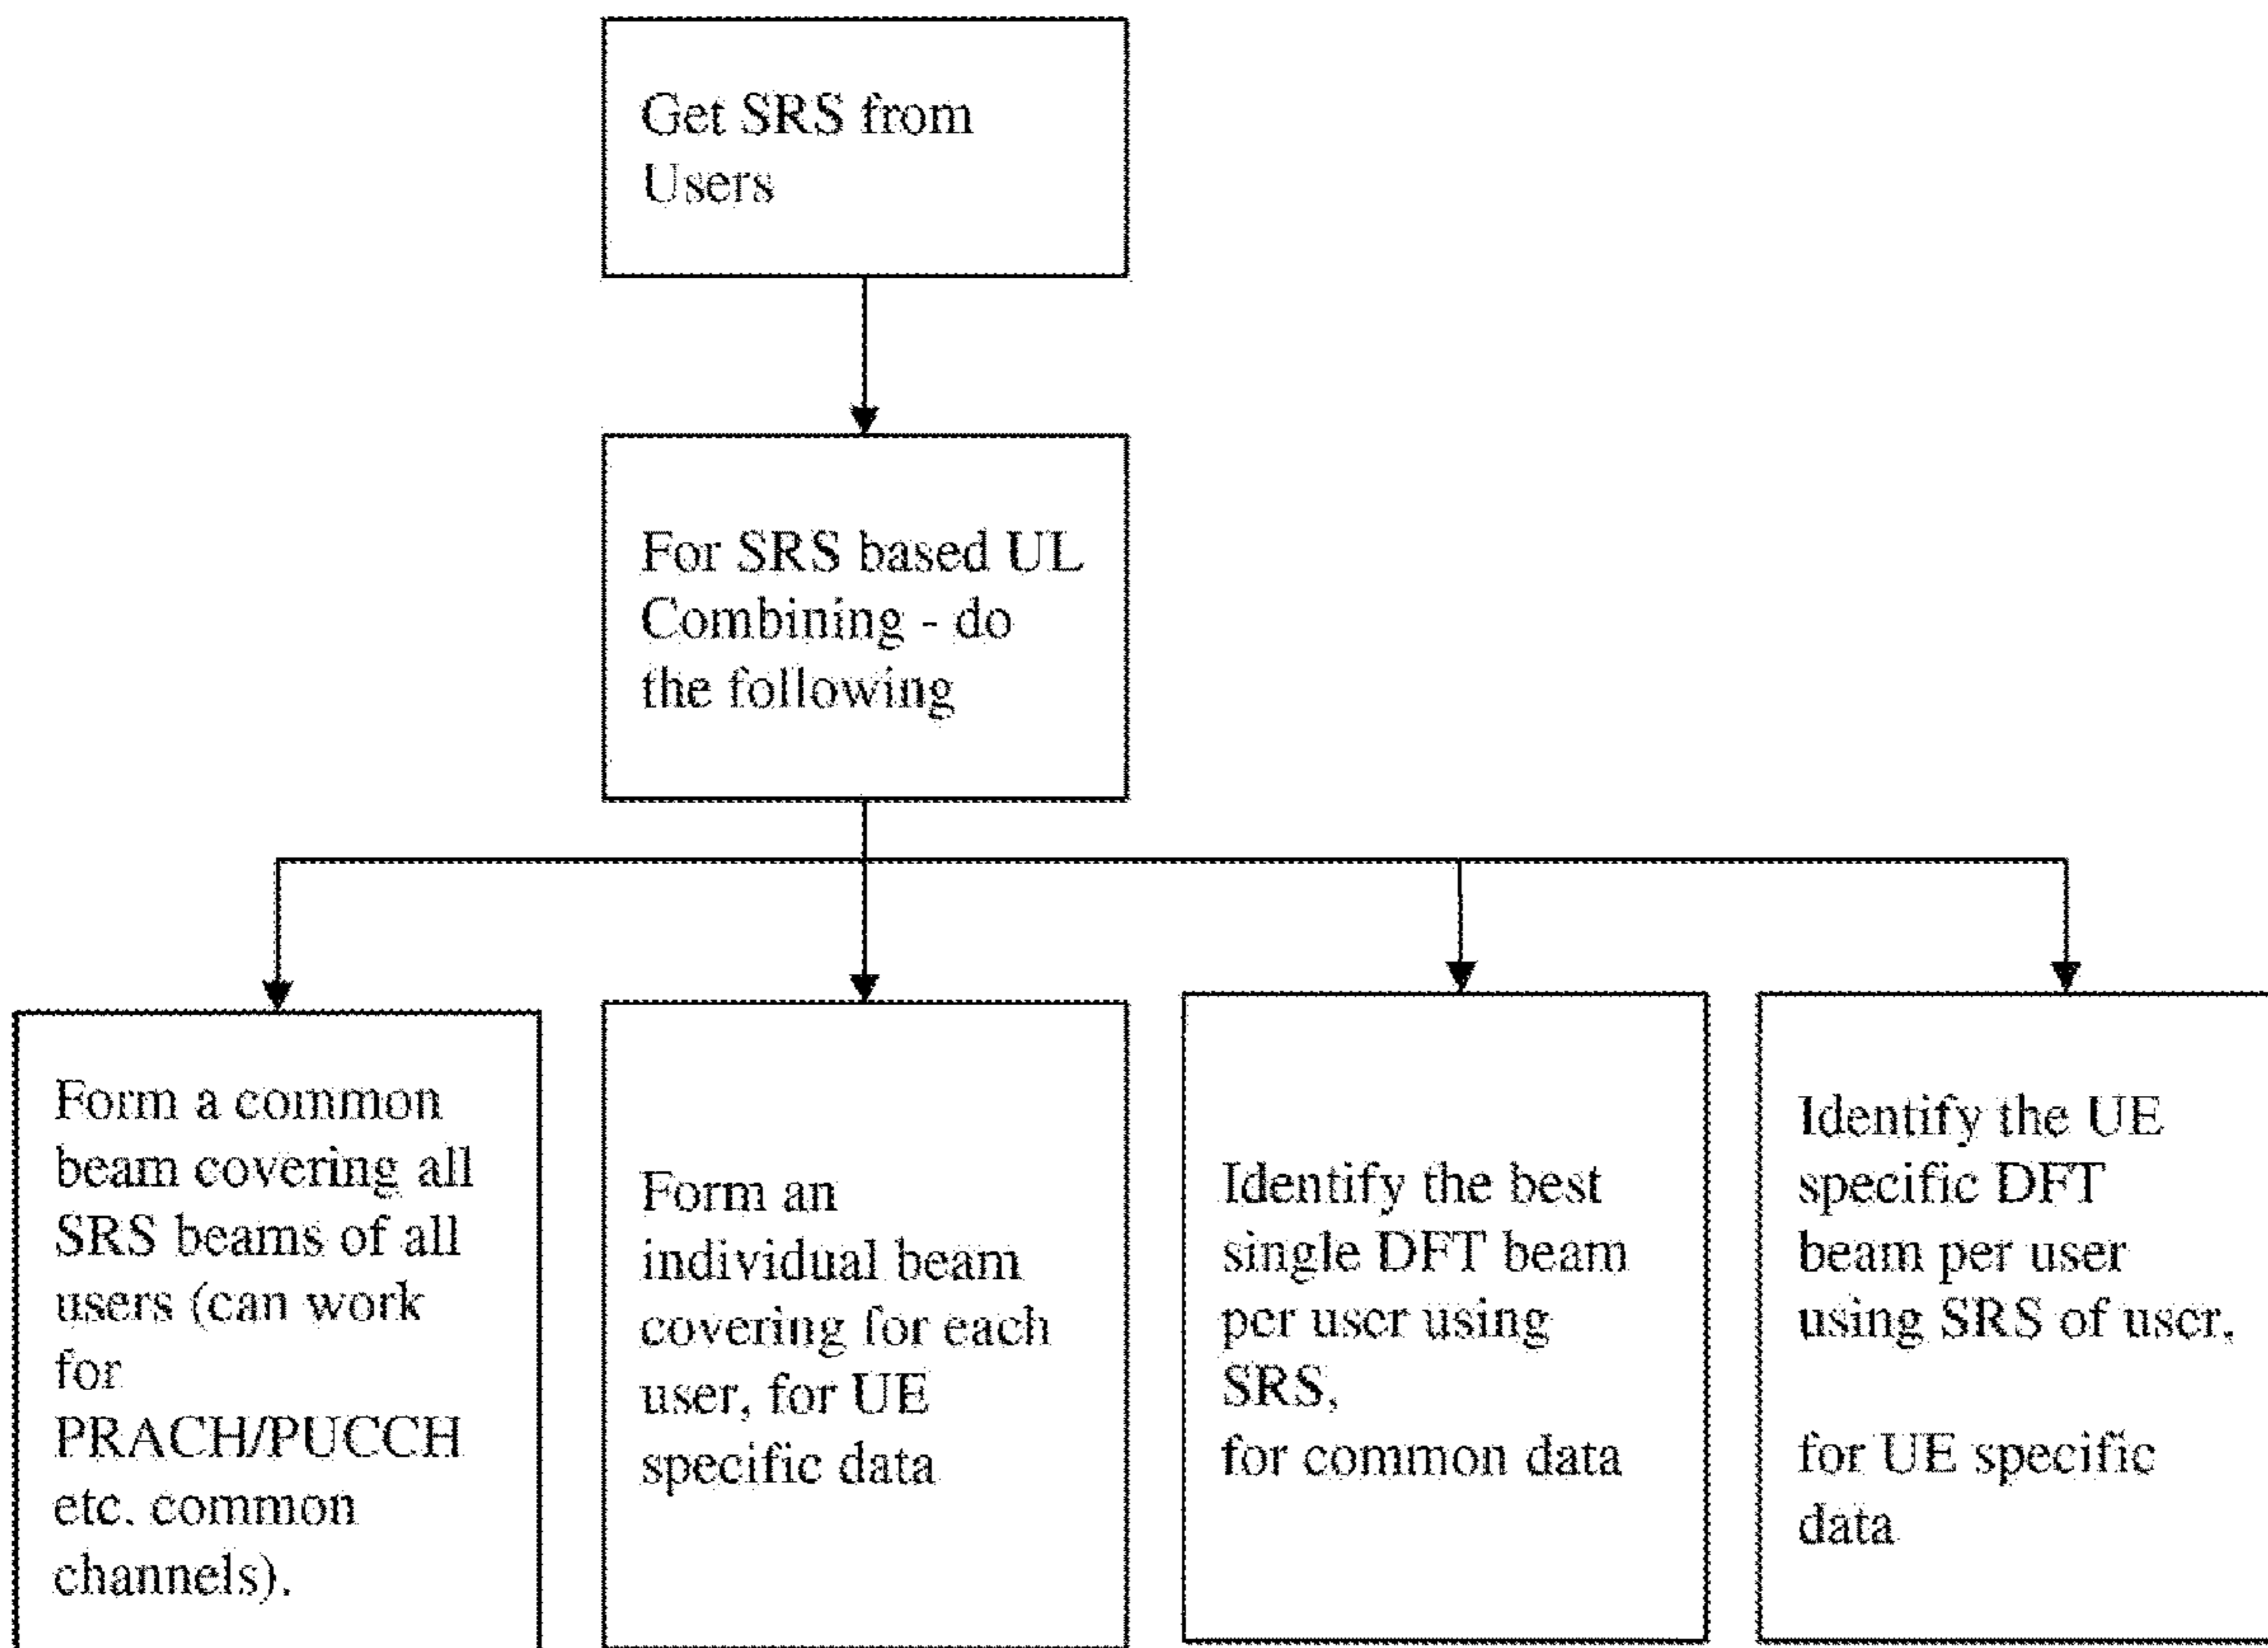 Get SRS from
Users
For SRS based UL
Combining - do
the following
Form a common
beam covering all
SRS beams of all
users (can work
for
PRACH/PUCCH
etc. common
channels).
Form an
individual beam
covering for each
user, for UE
specific data
Identify the best
single DFT beam
per user using
SRS,
for common data
Identify the UE
specific DFT
beam per user
using SRS of user,
for UE specific
data